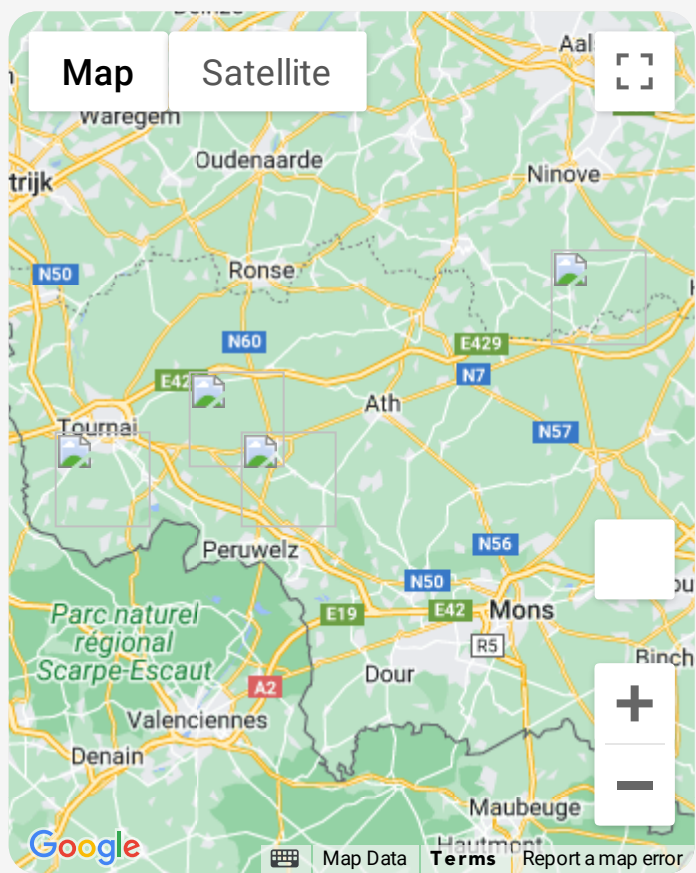 Map
Satellite
Waregem
Oudenaarde
Ninove
trijk
N50
Ronse
N60
E429
N7
E42
Ath
Tournai
N57
N56
Peruwelz
N50
E19
E42
Mons
R5
Parc naturel
régional
Scarpe-Escaut
A2
Dour
Binch
Valenciennes
Denain
Maubeuge
Hautmont
Google
Map Data
Terms
Report a map error